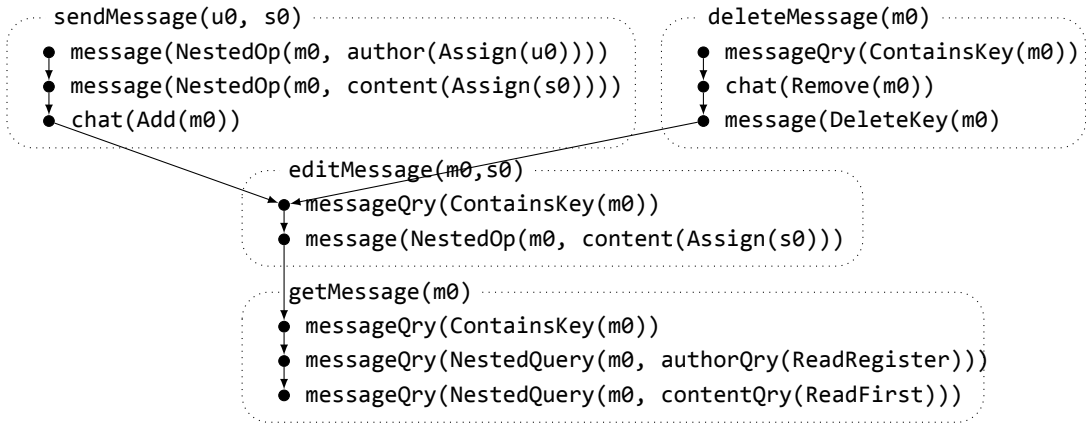 sendMessage(u0, s0)
message(NestedOp(m0, author(Assign(u0))))
message(NestedOp(m0, content(Assign(s0))))
chat(Add(m0))
deleteMessage(m0)
messageQry(ContainsKey(m0))
chat(Remove(m0))
message(DeleteKey(m0)
editMessage(m0,s0)
messageQry(ContainsKey(m0))
message(NestedOp(m0, content(Assign(s0)))
getMessage(m0)
messageQry(ContainsKey(m0))
messageQry(NestedQuery(m0, authorQry(ReadRegister)))
messageQry(NestedQuery(m0, contentQry(ReadFirst)))